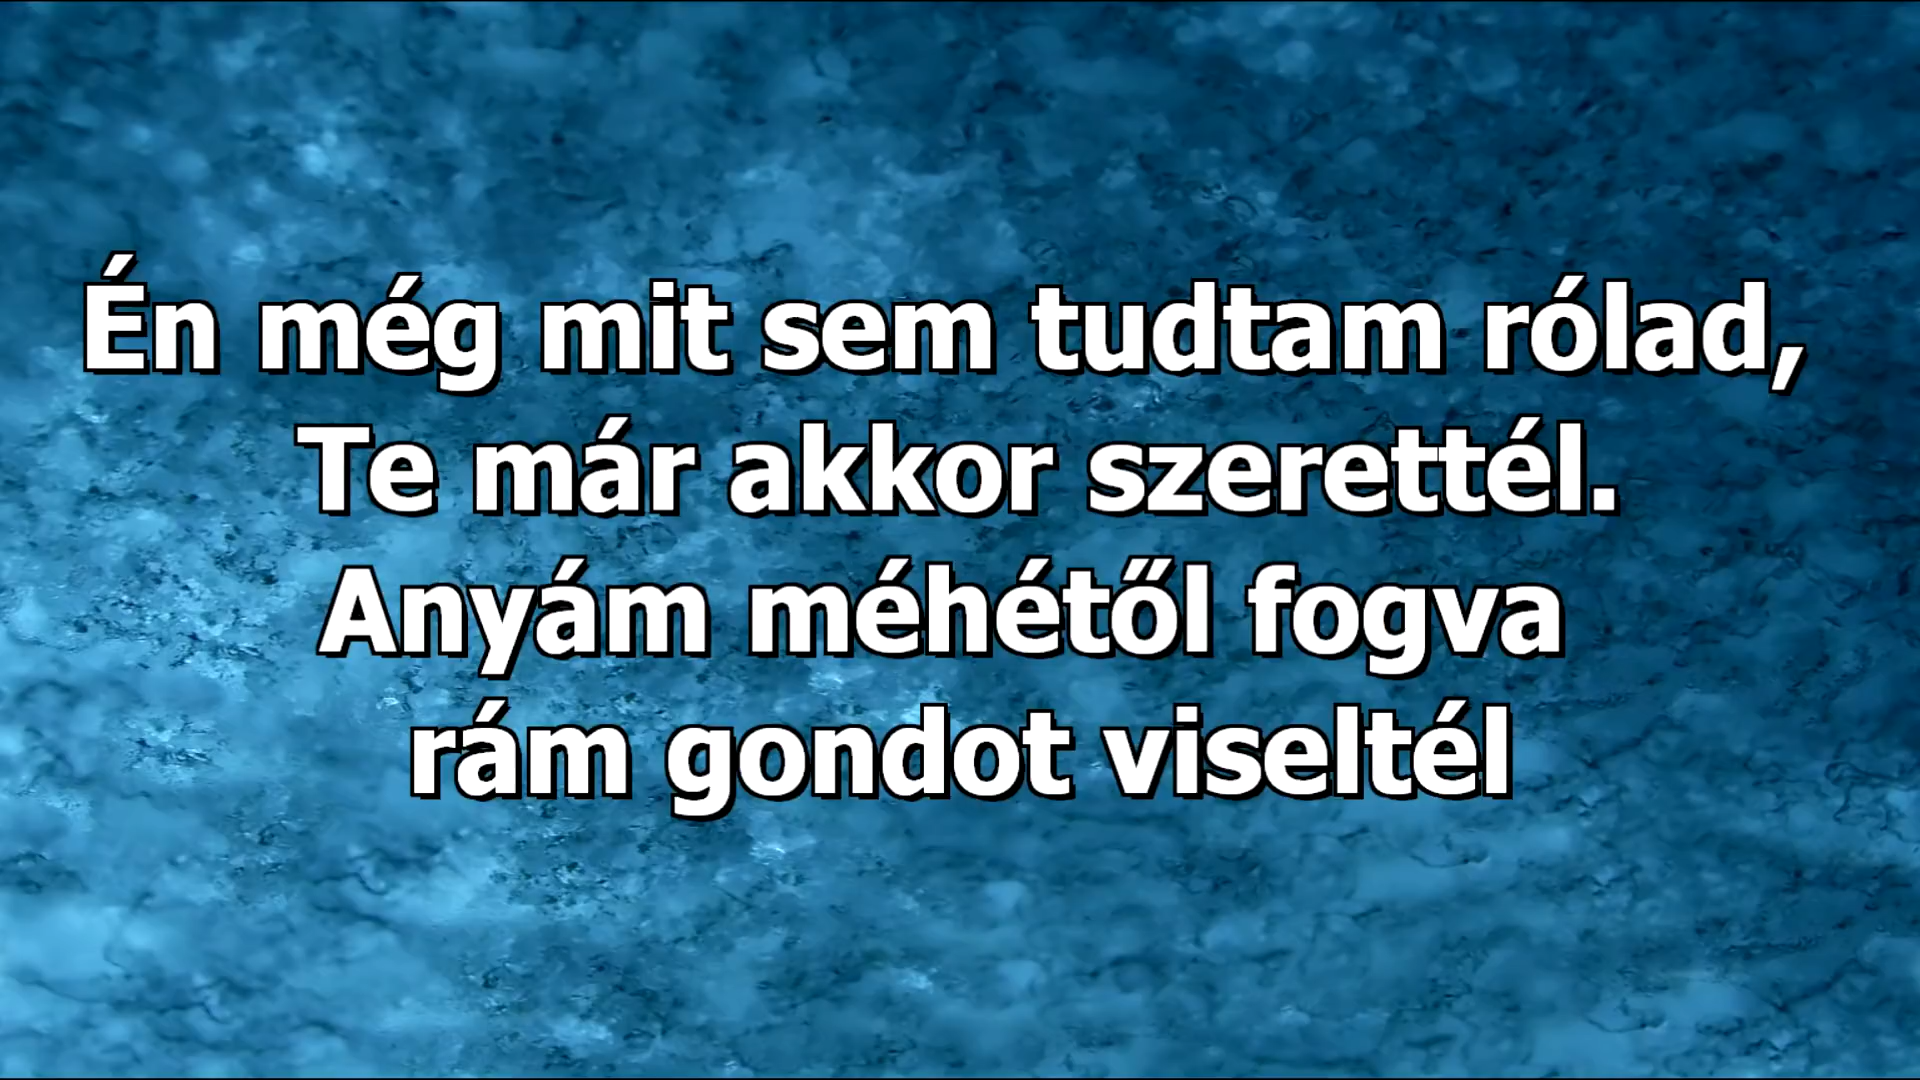 Én még mit sem tudtam rólad,
Te már akkor szerettél.
Anyám méhétől fogva
rám gondot viseltél